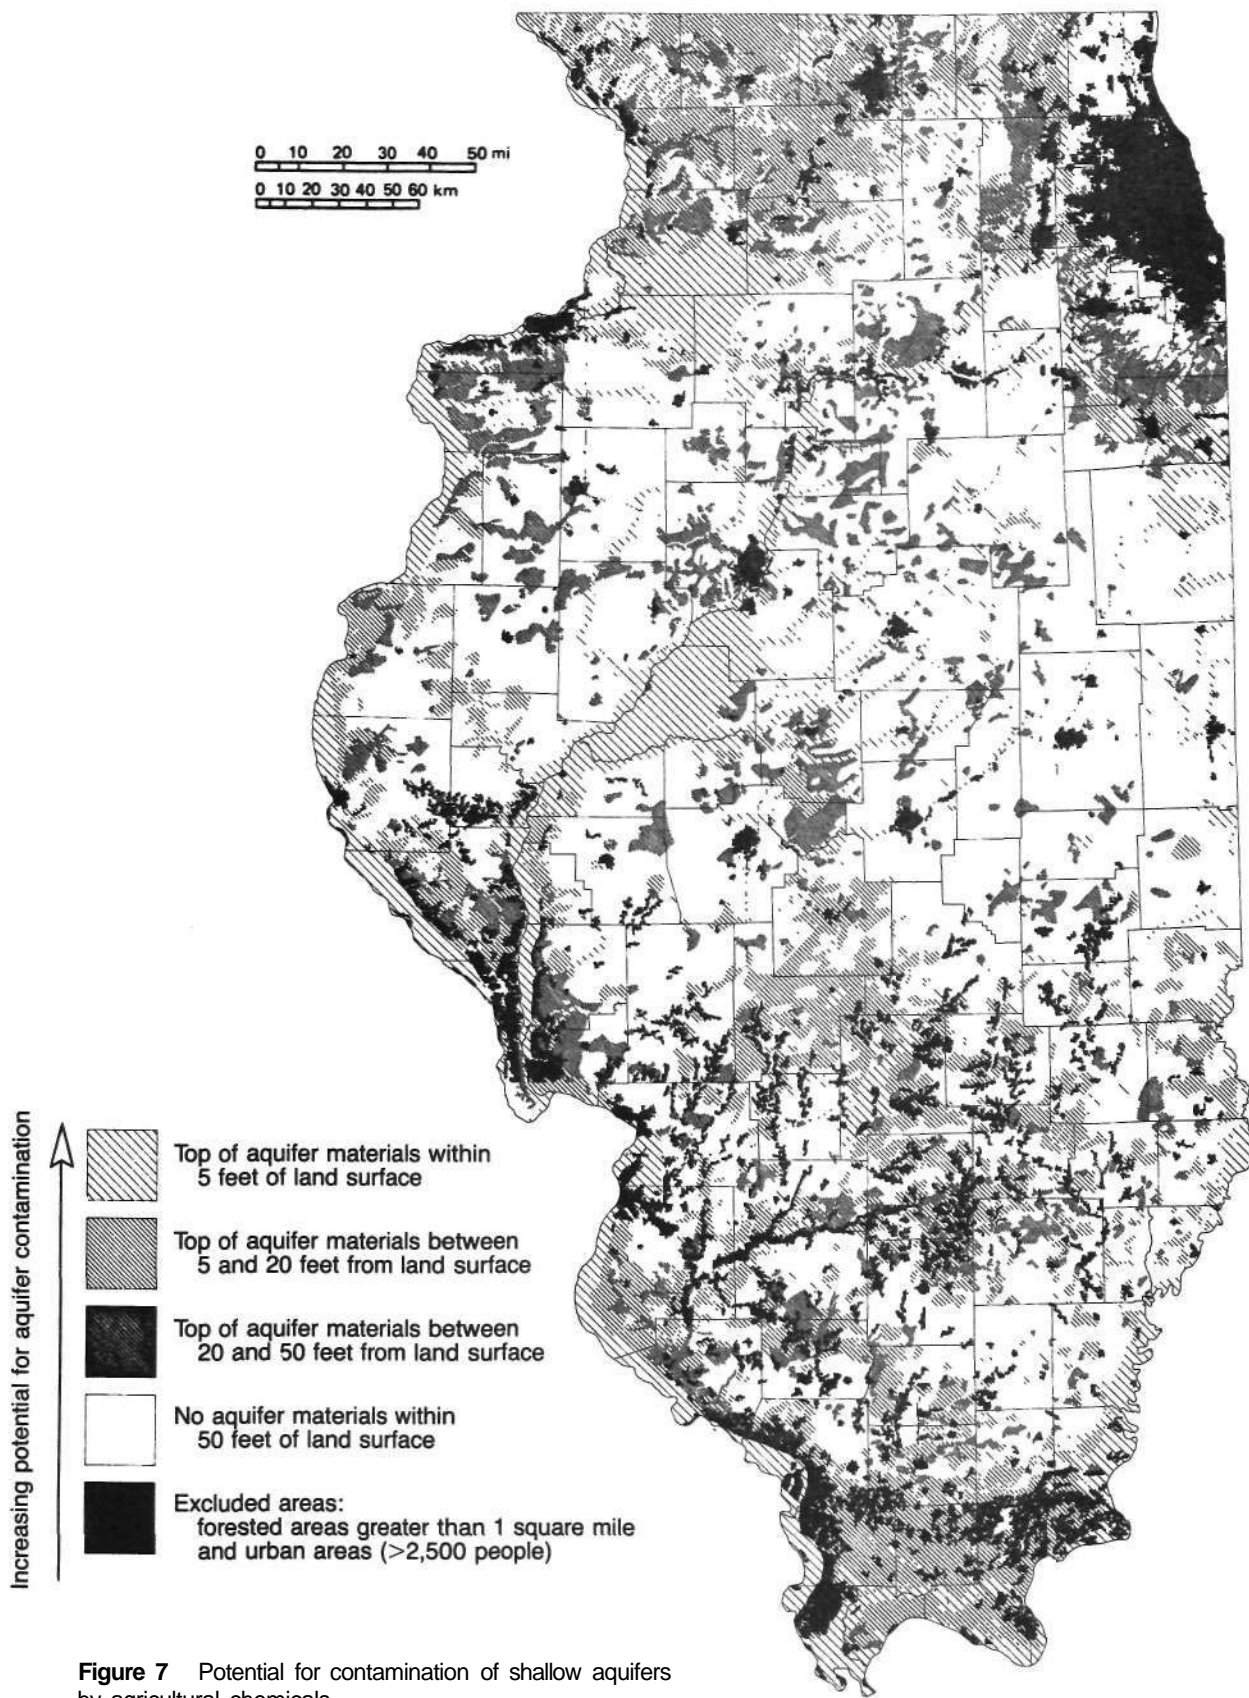 0 10 20 30 40 50 mi
0 10 20 30 40 50 60 km
Increasing potential for aquifer contamination
Top of aquifer materials within
5 feet of land surface
Top of aquifer materials between
5 and 20 feet from land surface
Top of aquifer materials between
20 and 50 feet from land surface
No aquifer materials within
50 feet of land surface
Excluded areas:
forested areas greater than 1 square mile
and urban areas (>2,500 people)
Figure 7 Potential for contamination of shallow aquifers
by agricultural chemicals